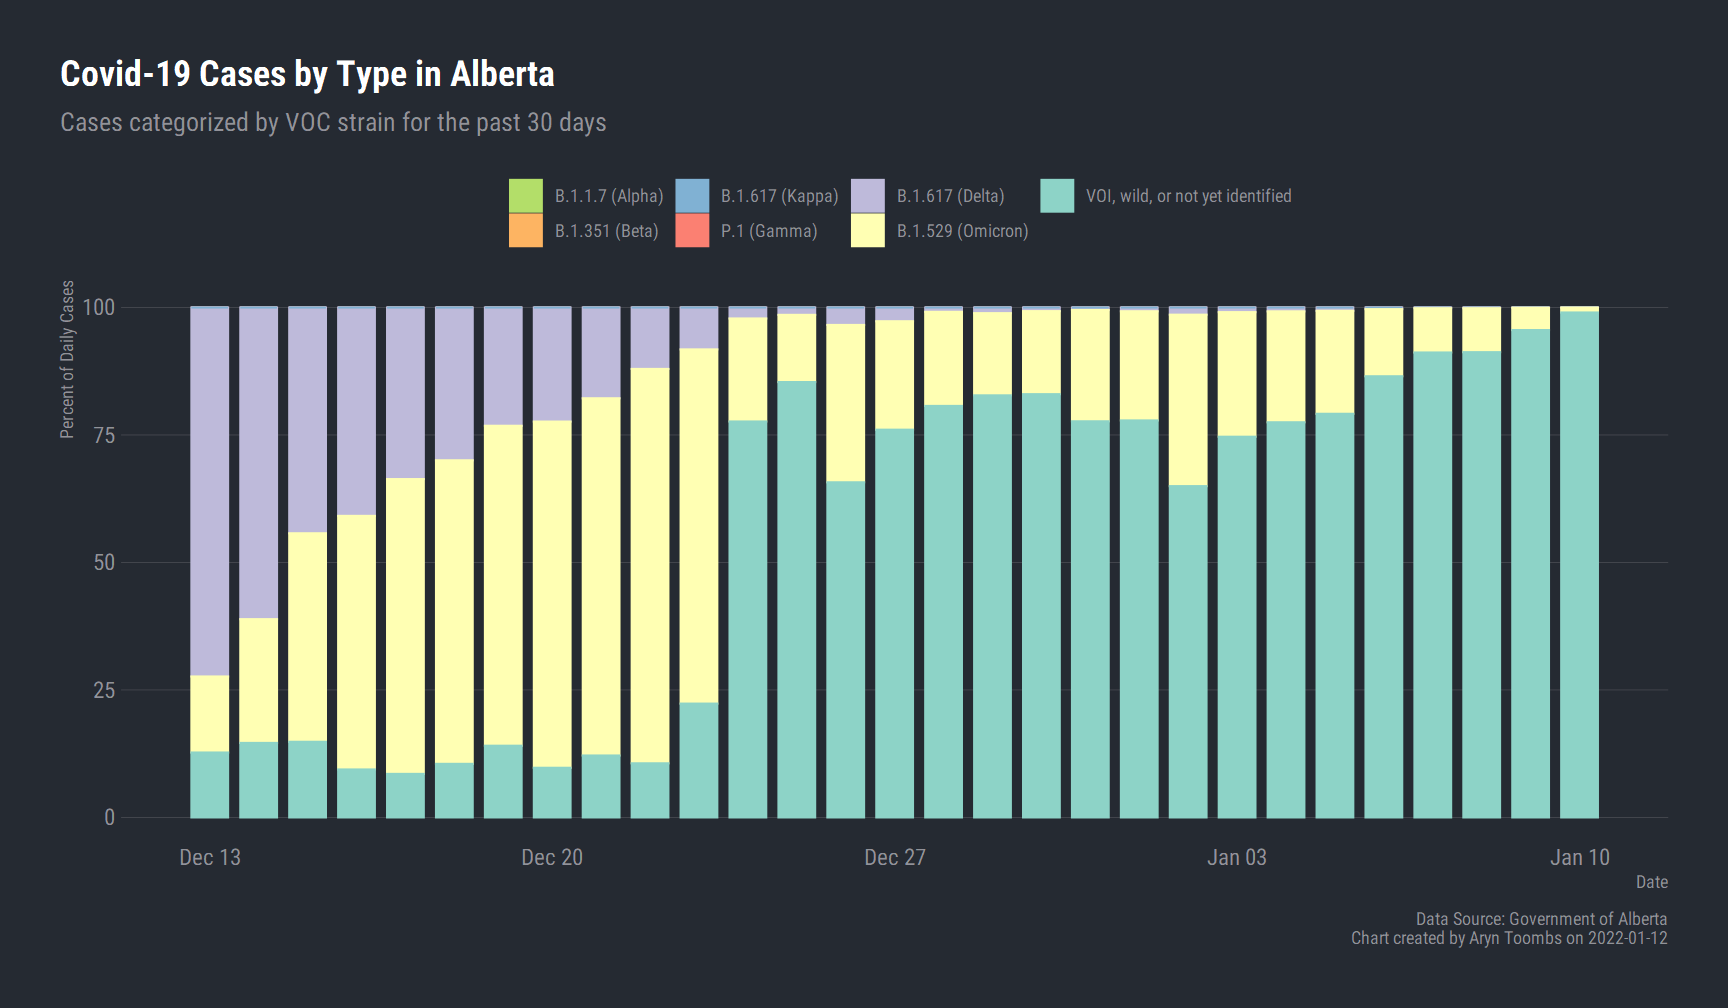 Covid-19 Cases by Type in Alberta
Cases categorized by VOC strain for the past 30 days
B.1.1.7 (Alpha) B.1.617 (Kappa) B.1.617 (Delta) VOI, wild, or not yet identified
B.1.351 (Beta) P.1 (Gamma) B.1.529 (Omicron)
Percent of Daily Cases
100
75
50
25
0
Dec 13 Dec 20 Dec 27 Jan 03 Jan 10
Date
Data Source: Government of Alberta
Chart created by Aryn Toombs on 2022-01-12